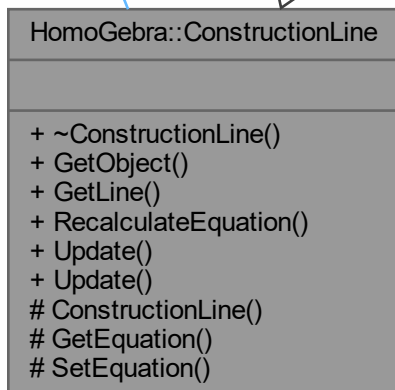 HomoGebra::ConstructionLine
+ ~ConstructionLine()
+ GetObject()
+ GetLine()
+ RecalculateEquation()
+ Update()
+ Update()
# ConstructionLine()
# GetEquation()
# SetEquation()